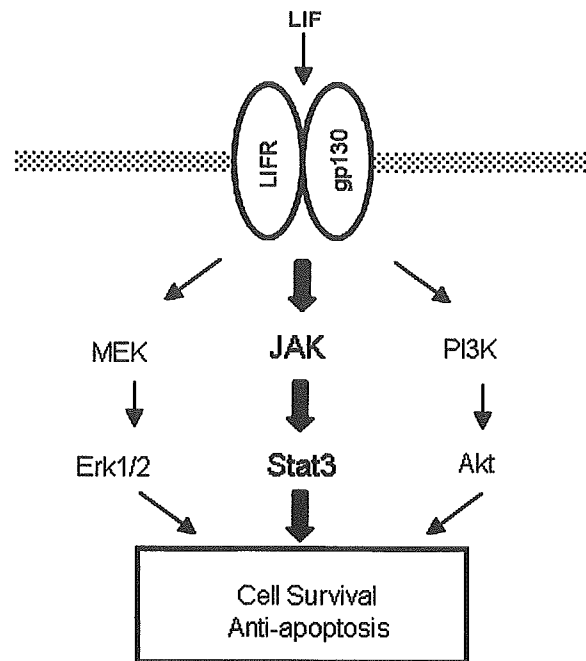 LIF
LIFR
gp130
MEK
JAK
PI3K
Erk1/2
Stat3
Akt
Cell Survival
Anti-apoptosis